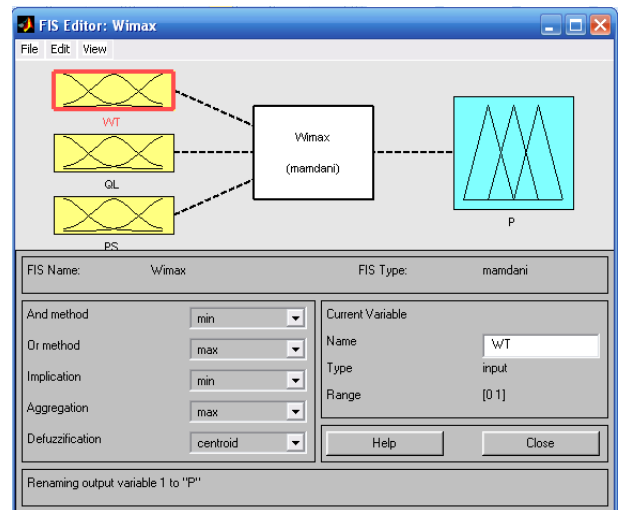 FIS Editor: Wimax
File Edit View
WT
QL
PS
Wimax
(mamdani)
P
FIS Name: Wimax FIS Type: mamdani
And method min
Or method max
Implication min
Aggregation max
Defuzzification centroid
Current Variable
Name WT
Type input
Range [0 1]
Help Close
Renaming output variable 1 to "P"